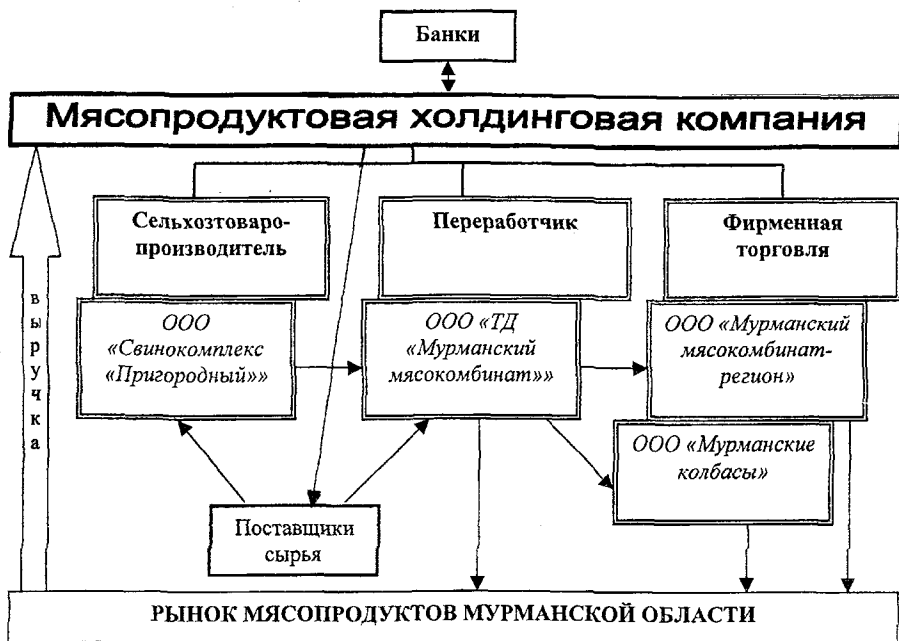 Банки
Мясопродуктовая холдинговая компания
Сельхозтоваро-
производитель
Переработчик
Фирменная
торговля
ООО
«Свинокомплекс
«Пригородный»»
ООО «ТД
«Мурманский
мясокомбинат»»
ООО «Мурманский
мясокомбинат-
регион»
ООО «Мурманские
колбасы»
Поставщики
сырья
выручка
РЫНОК МЯСОПРОДУКТОВ МУРМАНСКОЙ ОБЛАСТИ